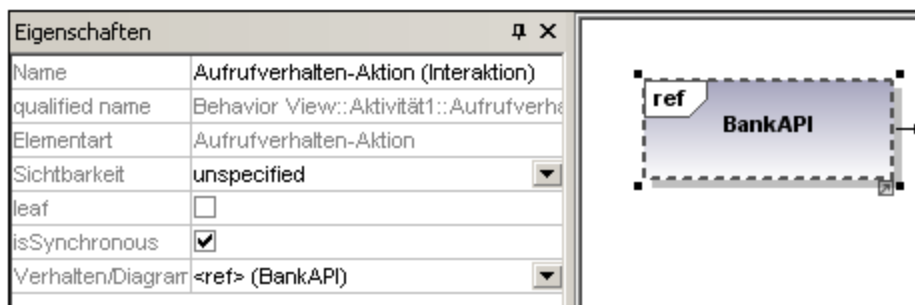 Eigenschaften
Name Aufrufverhalten-Aktion (Interaktion)
qualified name Behavior View::Aktivität1::Aufrufverha
Elementart Aufrufverhalten-Aktion
Sichtbarkeit unspecified
leaf
isSynchronous
Verhalten/Diagram <ref> (BankAPI)
ref
BankAPI